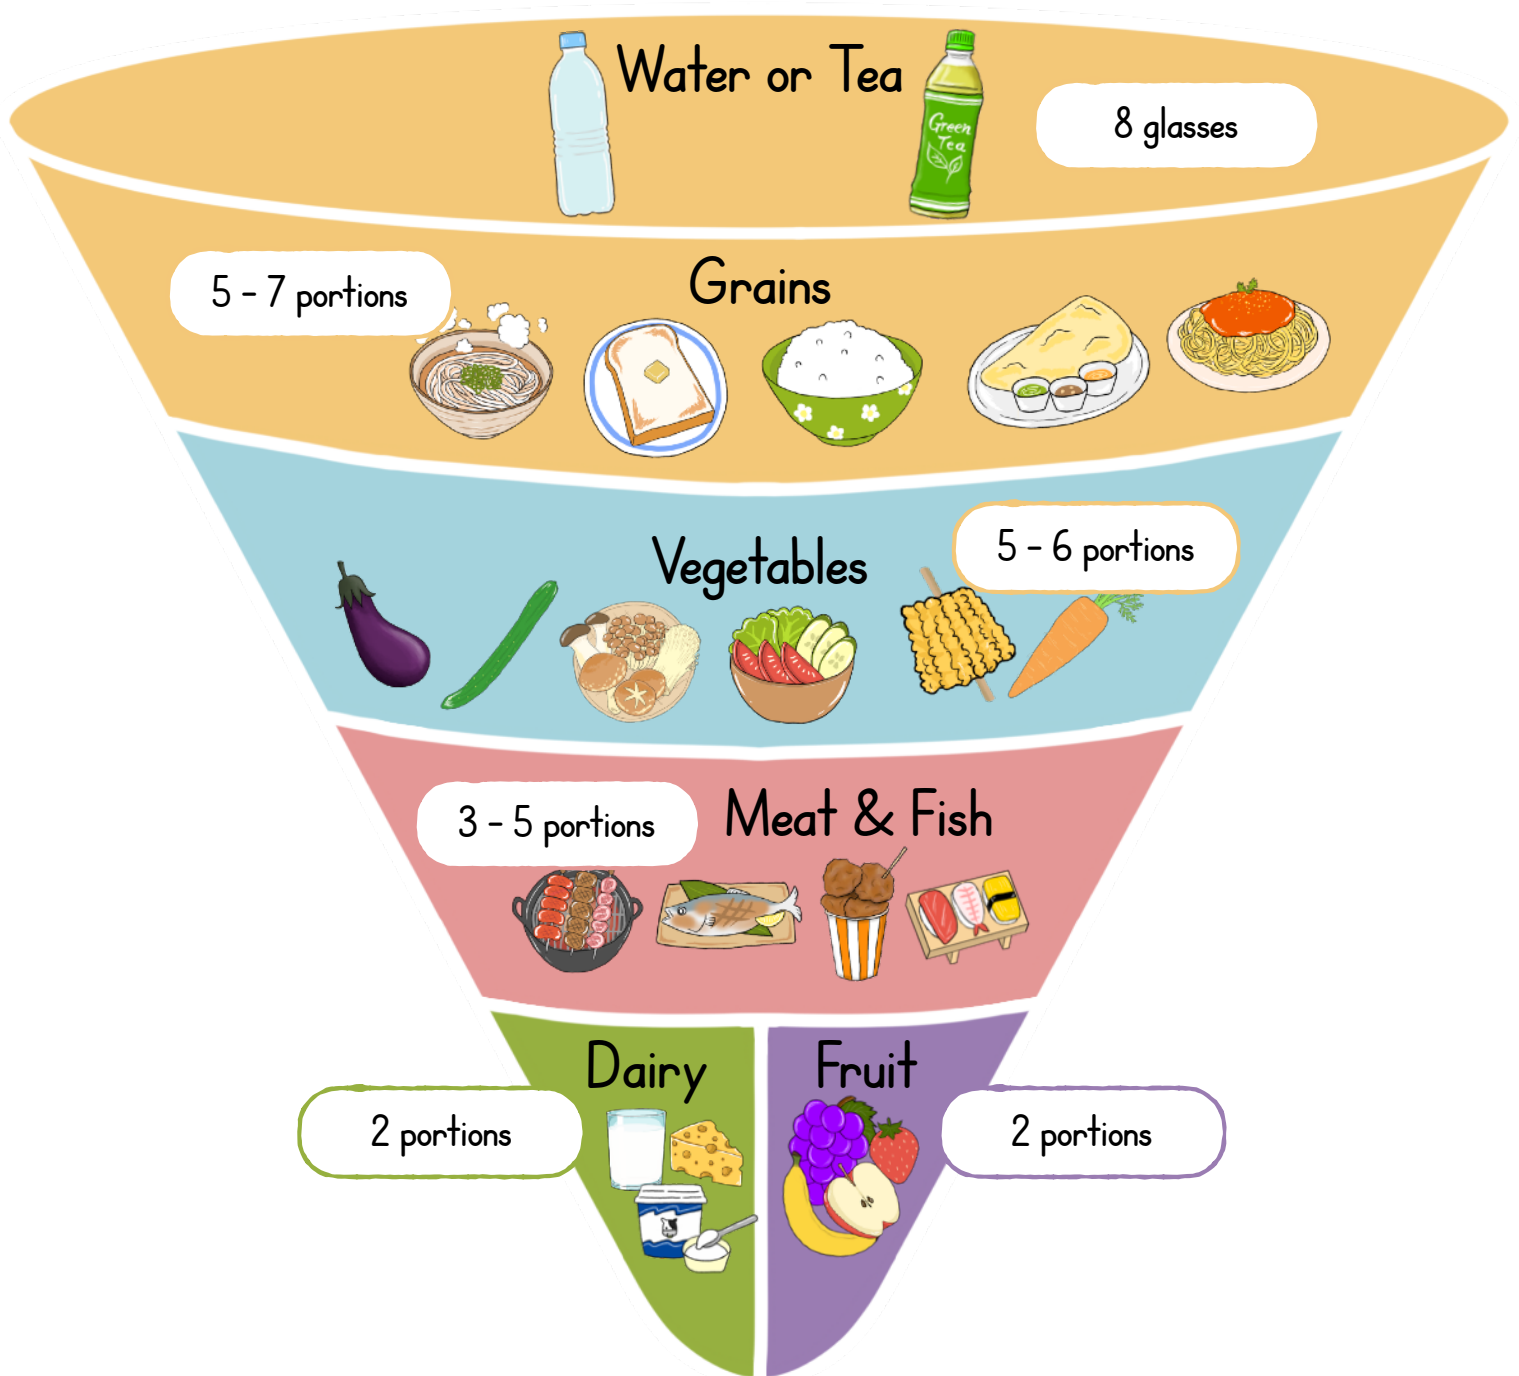 Water or Tea
Green
Tea
8 glasses
5 - 7 portions
Grains
Vegetables
5 - 6 portions
3 - 5 portions
Meat & Fish
Dairy
Fruit
2 portions
2 portions